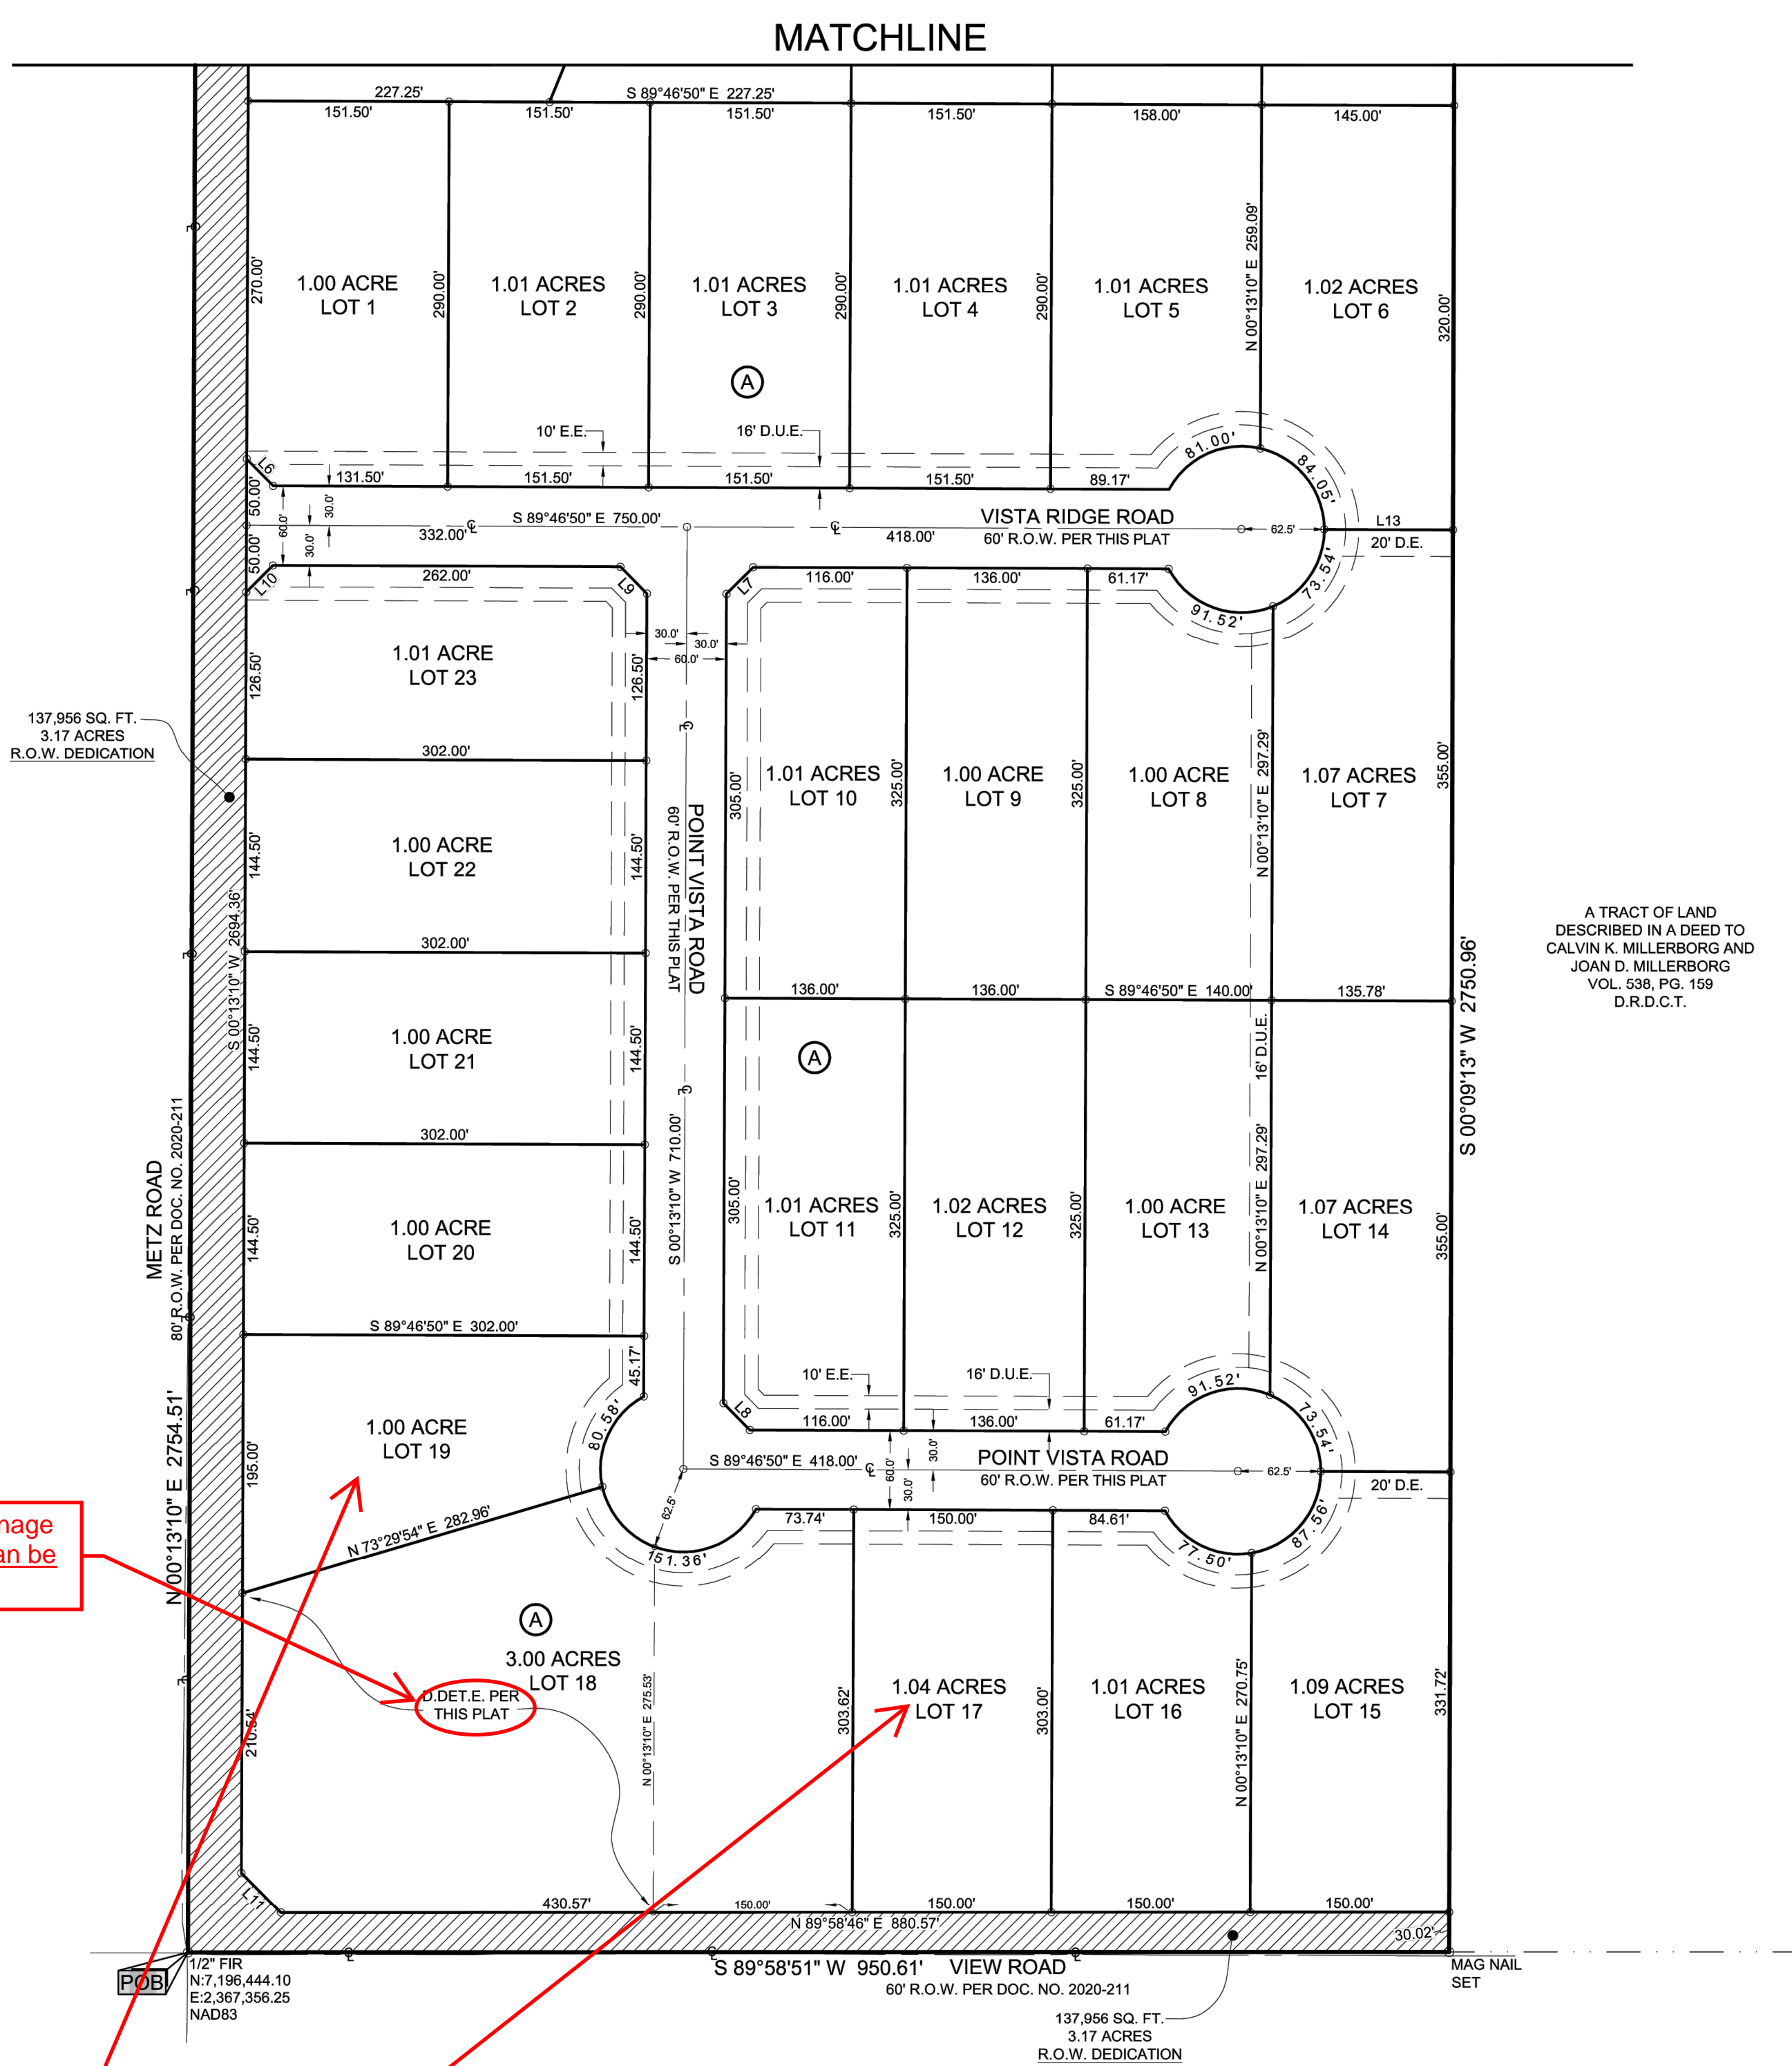 MATCHLINE
227.25'
S 89°46'50" E 227.25'
151.50'
151.50'
151.50'
151.50'
158.00'
145.00'
270.00'
1.00 ACRE
LOT 1
290.00'
1.01 ACRES
LOT 2
290.00'
1.01 ACRES
LOT 3
290.00'
1.01 ACRES
LOT 4
290.00'
1.01 ACRES
LOT 5
N 00°13'10" E 259.09'
1.02 ACRES
LOT 6
320.00'
A
10' E.E.
16' D.U.E.
81.00'
84.05'
L6
131.50'
151.50'
151.50'
151.50'
89.17'
50.00'
60.0'
30.0'
S 89°46'50" E 750.00'
332.00'
418.00'
VISTA RIDGE ROAD
60' R.O.W. PER THIS PLAT
62.5'
L13
20' D.E.
50.00'
30.0'
L10
262.00'
L9
L7
116.00'
136.00'
61.17'
91.52'
73.54'
30.0'
30.0'
60.0'
126.50'
1.01 ACRE
LOT 23
126.50'
137,956 SQ. FT.
3.17 ACRES
R.O.W. DEDICATION
302.00'
305.00'
1.01 ACRES
LOT 10
325.00'
1.00 ACRE
LOT 9
325.00'
1.00 ACRE
LOT 8
N 00°13'10" E 297.29'
1.07 ACRES
LOT 7
355.00'
POINT VISTA ROAD
60' R.O.W. PER THIS PLAT
144.50'
1.00 ACRE
LOT 22
144.50'
S 00°13'10" W 2694.36'
302.00'
A TRACT OF LAND
DESCRIBED IN A DEED TO
CALVIN K. MILLERBORG AND
JOAN D. MILLERBORG
VOL. 538, PG. 159
D.R.D.C.T.
S 00°09'13" W 2750.96'
136.00'
136.00'
S 89°46'50" E 140.00'
135.78'
144.50'
1.00 ACRE
LOT 21
144.50'
A
16' D.U.E.
302.00'
METZ ROAD
80' R.O.W. PER DOC. NO. 2020-211
144.50'
1.00 ACRE
LOT 20
144.50'
S 00°13'10" W 710.00'
305.00'
1.01 ACRES
LOT 11
325.00'
1.02 ACRES
LOT 12
325.00'
1.00 ACRE
LOT 13
N 00°13'10" E 297.29'
1.07 ACRES
LOT 14
355.00'
S 89°46'50" E 302.00'
45.17'
10' E.E.
16' D.U.E.
91.52'
73.54'
N 00°13'10" E 2754.51'
195.00'
1.00 ACRE
LOT 19
80.58'
L8
116.00'
136.00'
61.17'
S 89°46'50" E 418.00'
60.0'
30.0'
30.0'
POINT VISTA ROAD
60' R.O.W. PER THIS PLAT
62.5'
20' D.E.
N 73°29'54" E 282.96'
62.5'
73.74'
150.00'
84.61'
77.50'
87.56'
151.36'
nage
an be
A
3.00 ACRES
LOT 18
D.DET.E. PER
THIS PLAT
210.54'
N 00°13'10" E 275.53'
303.62'
1.04 ACRES
LOT 17
303.00'
1.01 ACRES
LOT 16
N 00°13'10" E 270.75'
1.09 ACRES
LOT 15
331.72'
L11
430.57'
150.00'
150.00'
150.00'
150.00'
N 89°58'46" E 880.57'
30.02'
S 89°58'51" W 950.61'
VIEW ROAD
60' R.O.W. PER DOC. NO. 2020-211
POB
1/2" FIR
N:7,196,444.10
E:2,367,356.25
NAD83
MAG NAIL
SET
137,956 SQ. FT.
3.17 ACRES
R.O.W. DEDICATION